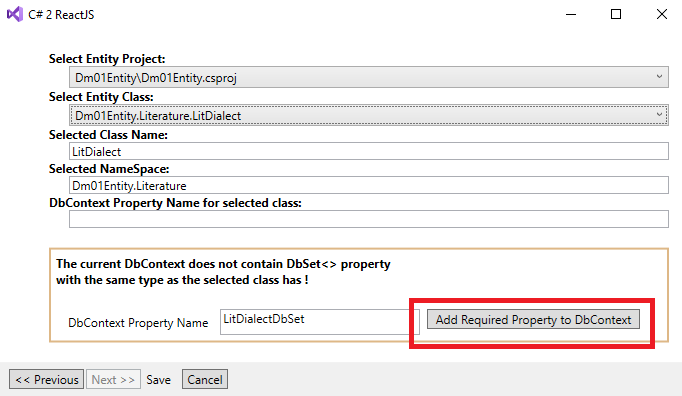 C# 2 ReactJS
Select Entity Project:
Dm01Entity\Dm01Entity.csproj
Select Entity Class:
Dm01Entity.Literature.LitDialect
Selected Class Name:
LitDialect
Selected NameSpace:
Dm01Entity.Literature
DbContext Property Name for selected class:
The current DbContext does not contain DbSet<> property
with the same type as the selected class has !
DbContext Property Name LitDialectDbSet Add Required Property to DbContext
<< Previous Next >> Save Cancel